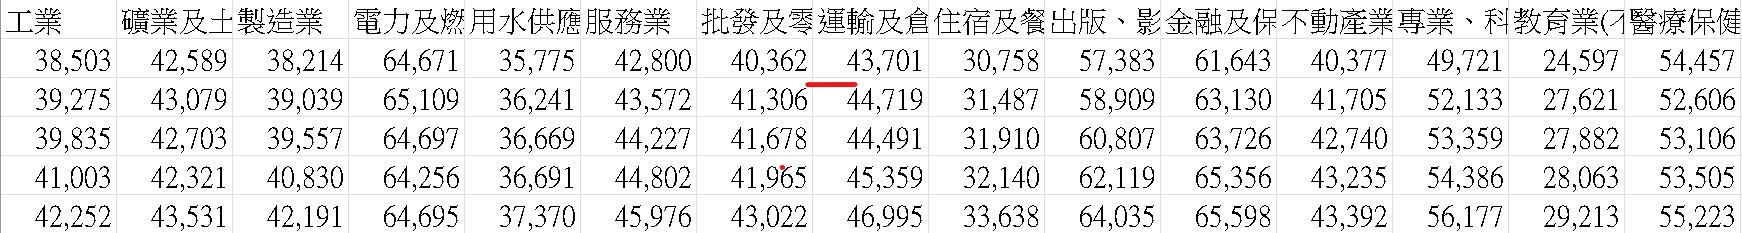 工業 礦業及土 製造業 電力及燃 用水供應 服務業 批發及零 運輸及倉 住宿及餐 出版、影 金融及保 不動產業 專業、科 教育業(不 醫療保健
38,503 42,589 38,214 64,671 35,775 42,800 40,362 43,701 30,758 57,383 61,643 40,377 49,721 24,597 54,457
39,275 43,079 39,039 65,109 36,241 43,572 41,306 44,719 31,487 58,909 63,130 41,705 52,133 27,621 52,606
39,835 42,703 39,557 64,697 36,669 44,227 41,678 44,491 31,910 60,807 63,726 42,740 53,359 27,882 53,106
41,003 42,321 40,830 64,256 36,691 44,802 41,965 45,359 32,140 62,119 65,356 43,235 54,386 28,063 53,505
42,252 43,531 42,191 64,695 37,370 45,976 43,022 46,995 33,638 64,035 65,598 43,392 56,177 29,213 55,223